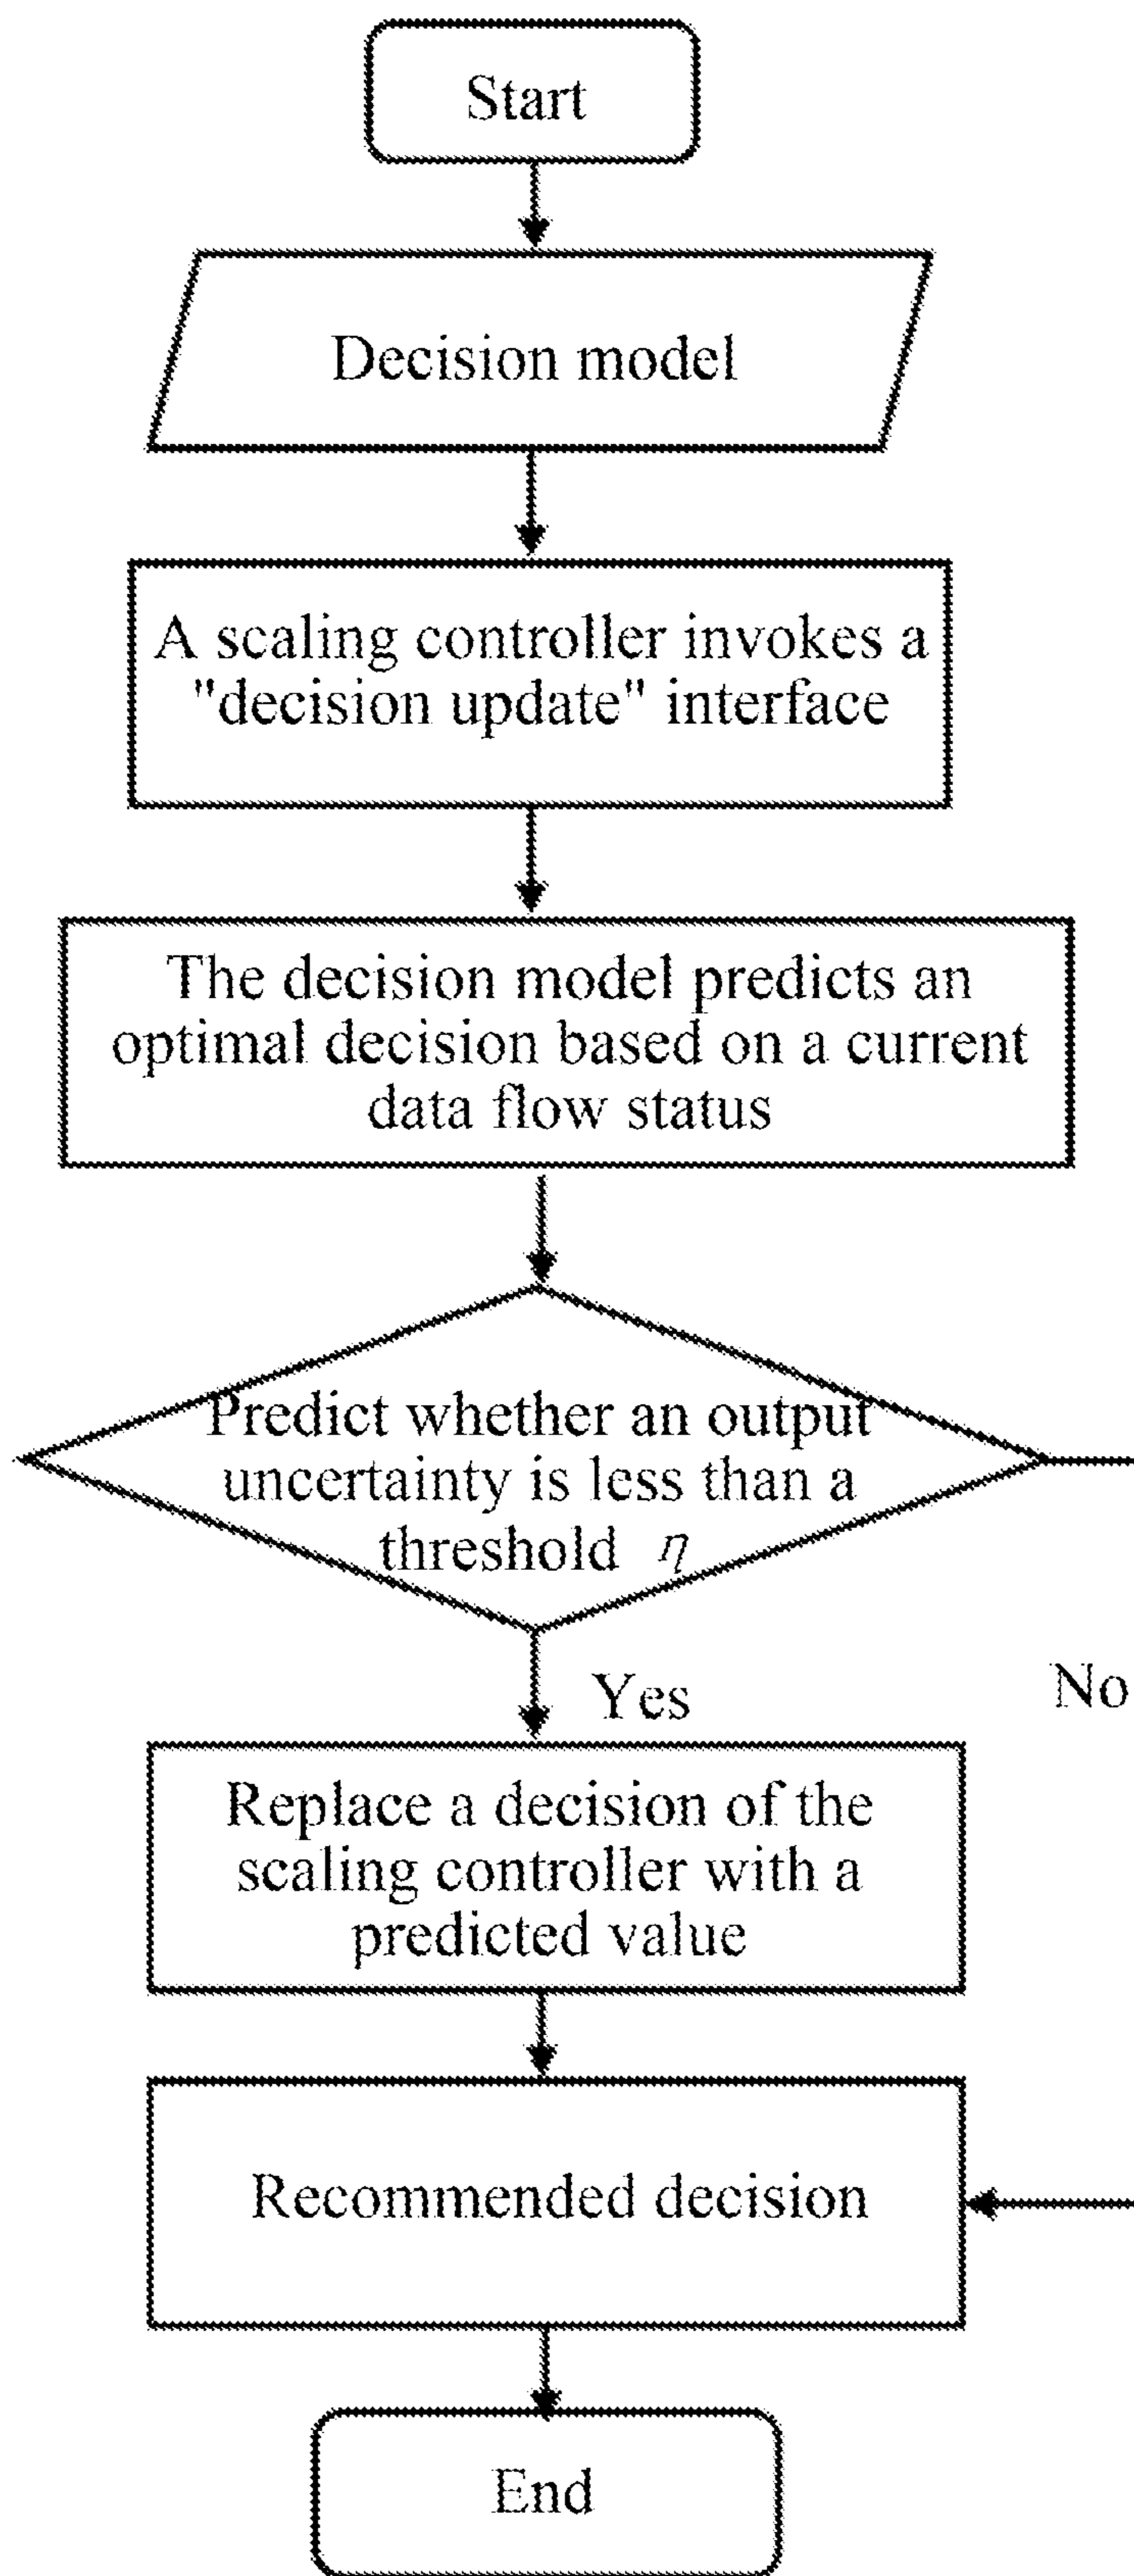 Start
Decision model
A scaling controller invokes a
"decision update" interface
The decision model predicts an
optimal decision based on a current
data flow status
Predict whether an output
uncertainty is less than a
threshold η
Yes
No
Replace a decision of the
scaling controller with a
predicted value
Recommended decision
End